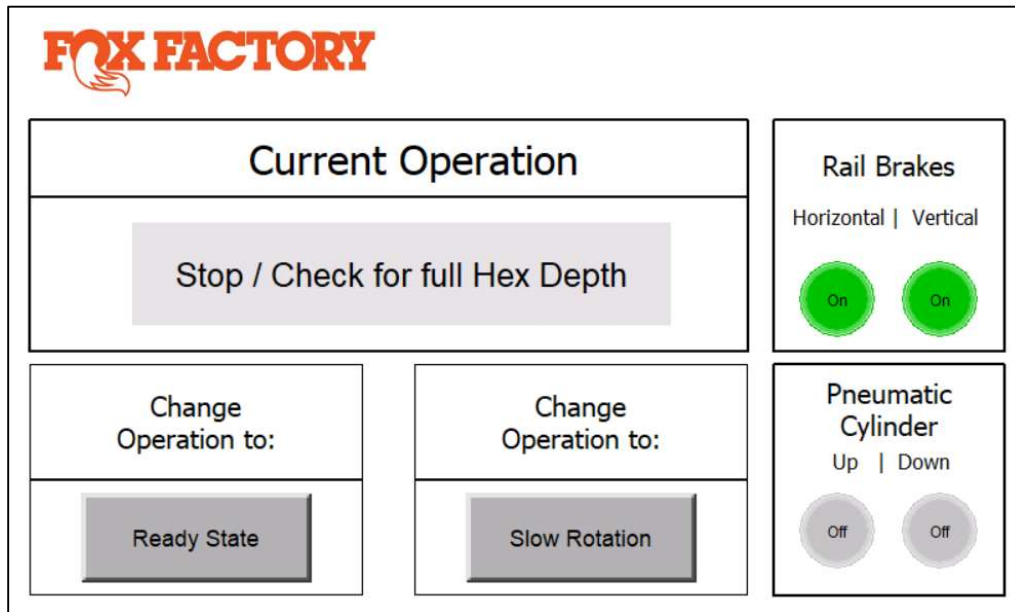 FOX FACTORY
Current Operation
Stop / Check for full Hex Depth
Rail Brakes
Horizontal | Vertical
On On
Change
Operation to:
Ready State
Change
Operation to:
Slow Rotation
Pneumatic
Cylinder
Up | Down
Off Off